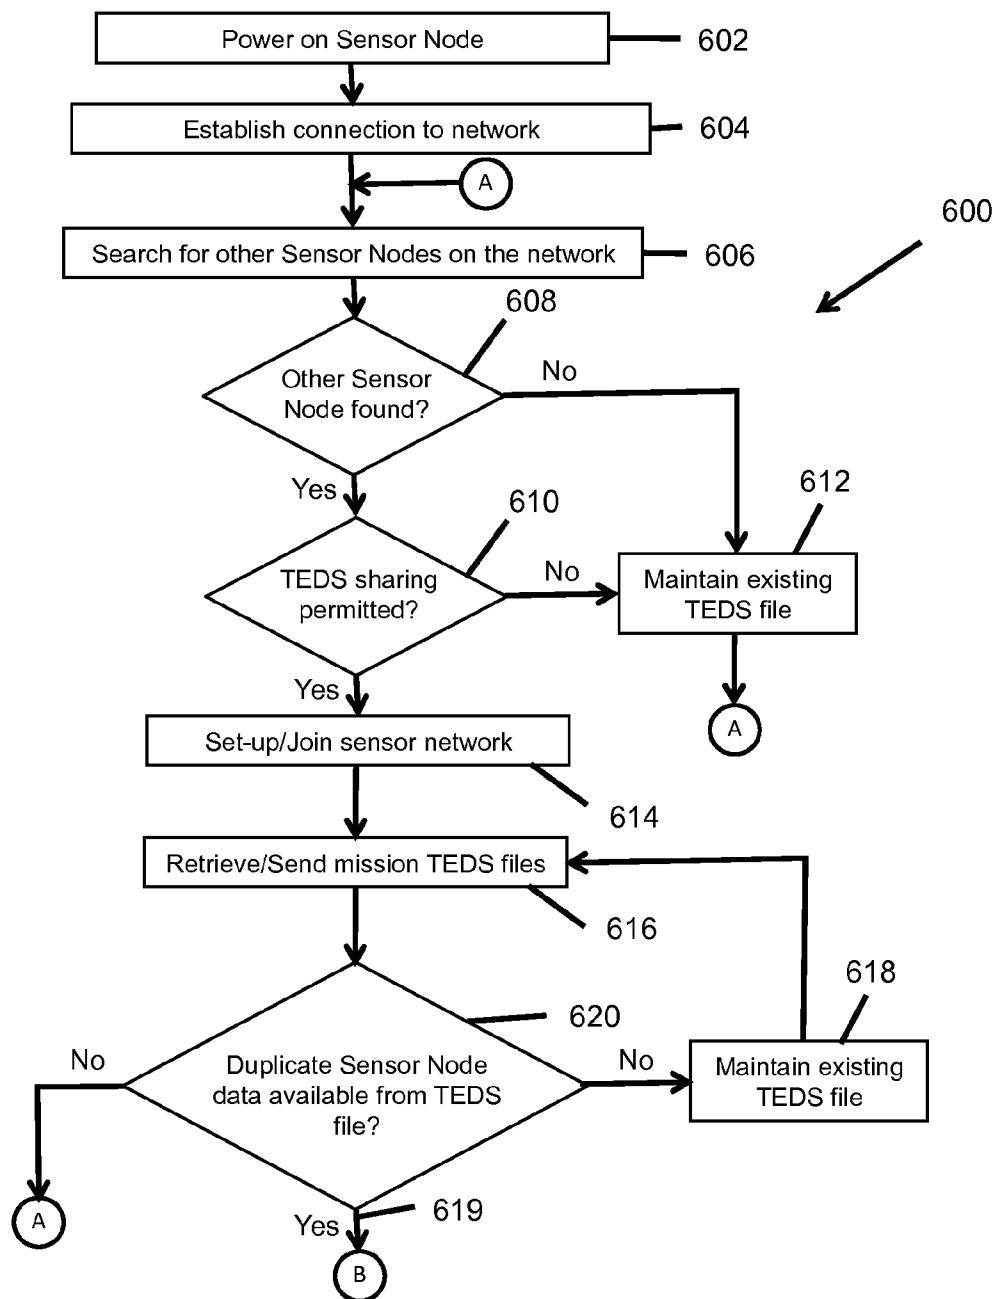 Power on Sensor Node
602
Establish connection to network
604
A
600
Search for other Sensor Nodes on the network
606
608
Other Sensor
Node found?
No
Yes
610
612
TEDS sharing
permitted?
No
Maintain existing
TEDS file
Yes
A
Set-up/Join sensor network
614
Retrieve/Send mission TEDS files
616
618
620
No
Duplicate Sensor Node
data available from TEDS
file?
No
Maintain existing
TEDS file
A
Yes
619
B